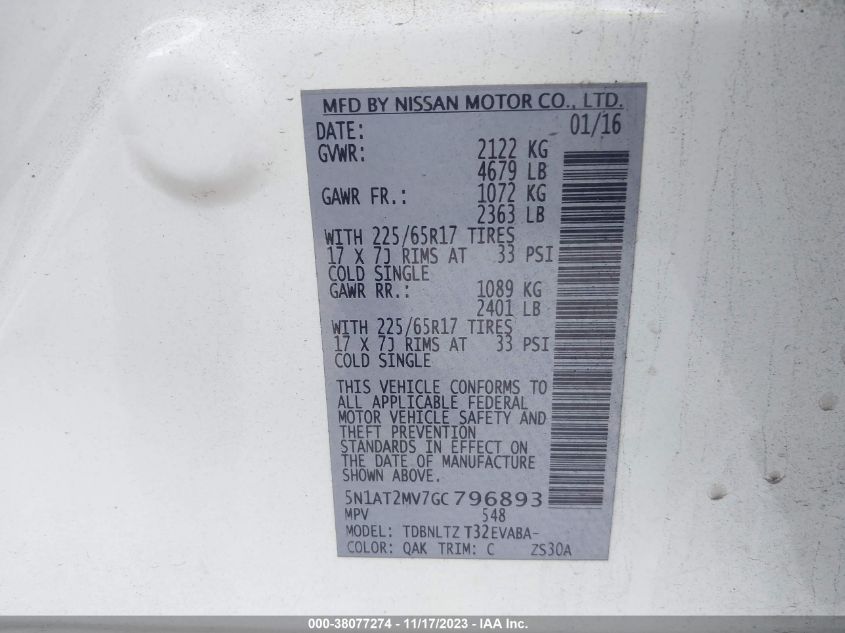 MFD BY NISSAN MOTOR CO., LTD.
DATE: 01/16
GVWR: 2122 KG
4679 LB
GAWR FR.: 1072 KG
2363 LB
WITH 225/65R17 TIRES
17 X 7J RIMS AT 33 PSI
COLD SINGLE
GAWR RR.: 1089 KG
2401 LB
WITH 225/65R17 TIRES
17 X 7J RIMS AT 33 PSI
COLD SINGLE
THIS VEHICLE CONFORMS TO
ALL APPLICABLE FEDERAL
MOTOR VEHICLE SAFETY AND
THEFT PREVENTION
STANDARDS IN EFFECT ON
THE DATE OF MANUFACTURE
SHOWN ABOVE.
5N1AT2MV7GC796893
MPV 548
MODEL: TDBNLTZ T32EVABA-
COLOR: QAK TRIM: C ZS30A
000-38077274 - 11/17/2023 - IAA Inc.